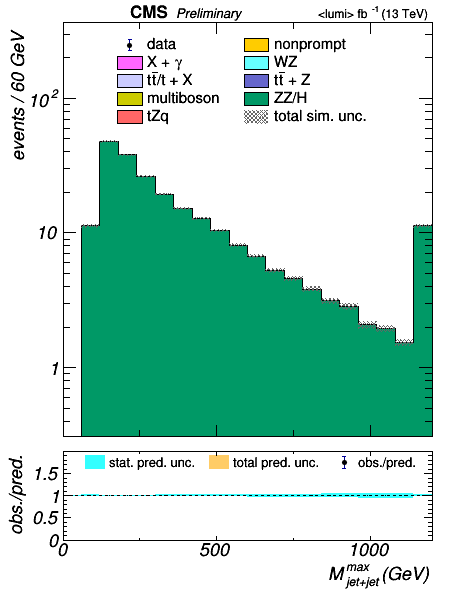 CMS Preliminary <lumi> fb⁻¹ (13 TeV)
events / 60 GeV
data
nonprompt
X + γ
WZ
tt̄/t + X
tt̄ + Z
multiboson
ZZ/H
tZq
total sim. unc.
10²
10
1
obs./pred.
stat. pred. unc.
total pred. unc.
obs./pred.
1.5
1
0.5
0
0
500
1000
M^max_jet+jet (GeV)